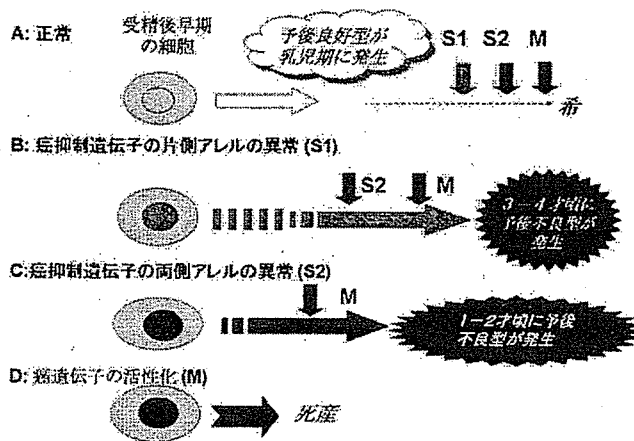 A: 正常
受精後早期
の細胞
予後良好型が
乳児期に発生
S1 S2 M
希
B: 癌抑制遺伝子の片側アレルの異常 (S1)
S2 M
3－4才頃に
予後不良型が
発生
C:癌抑制遺伝子の両側アレルの異常(S2)
M
1－2才頃に予後
不良型が発生
D: 癌遺伝子の活性化 (M)
死産